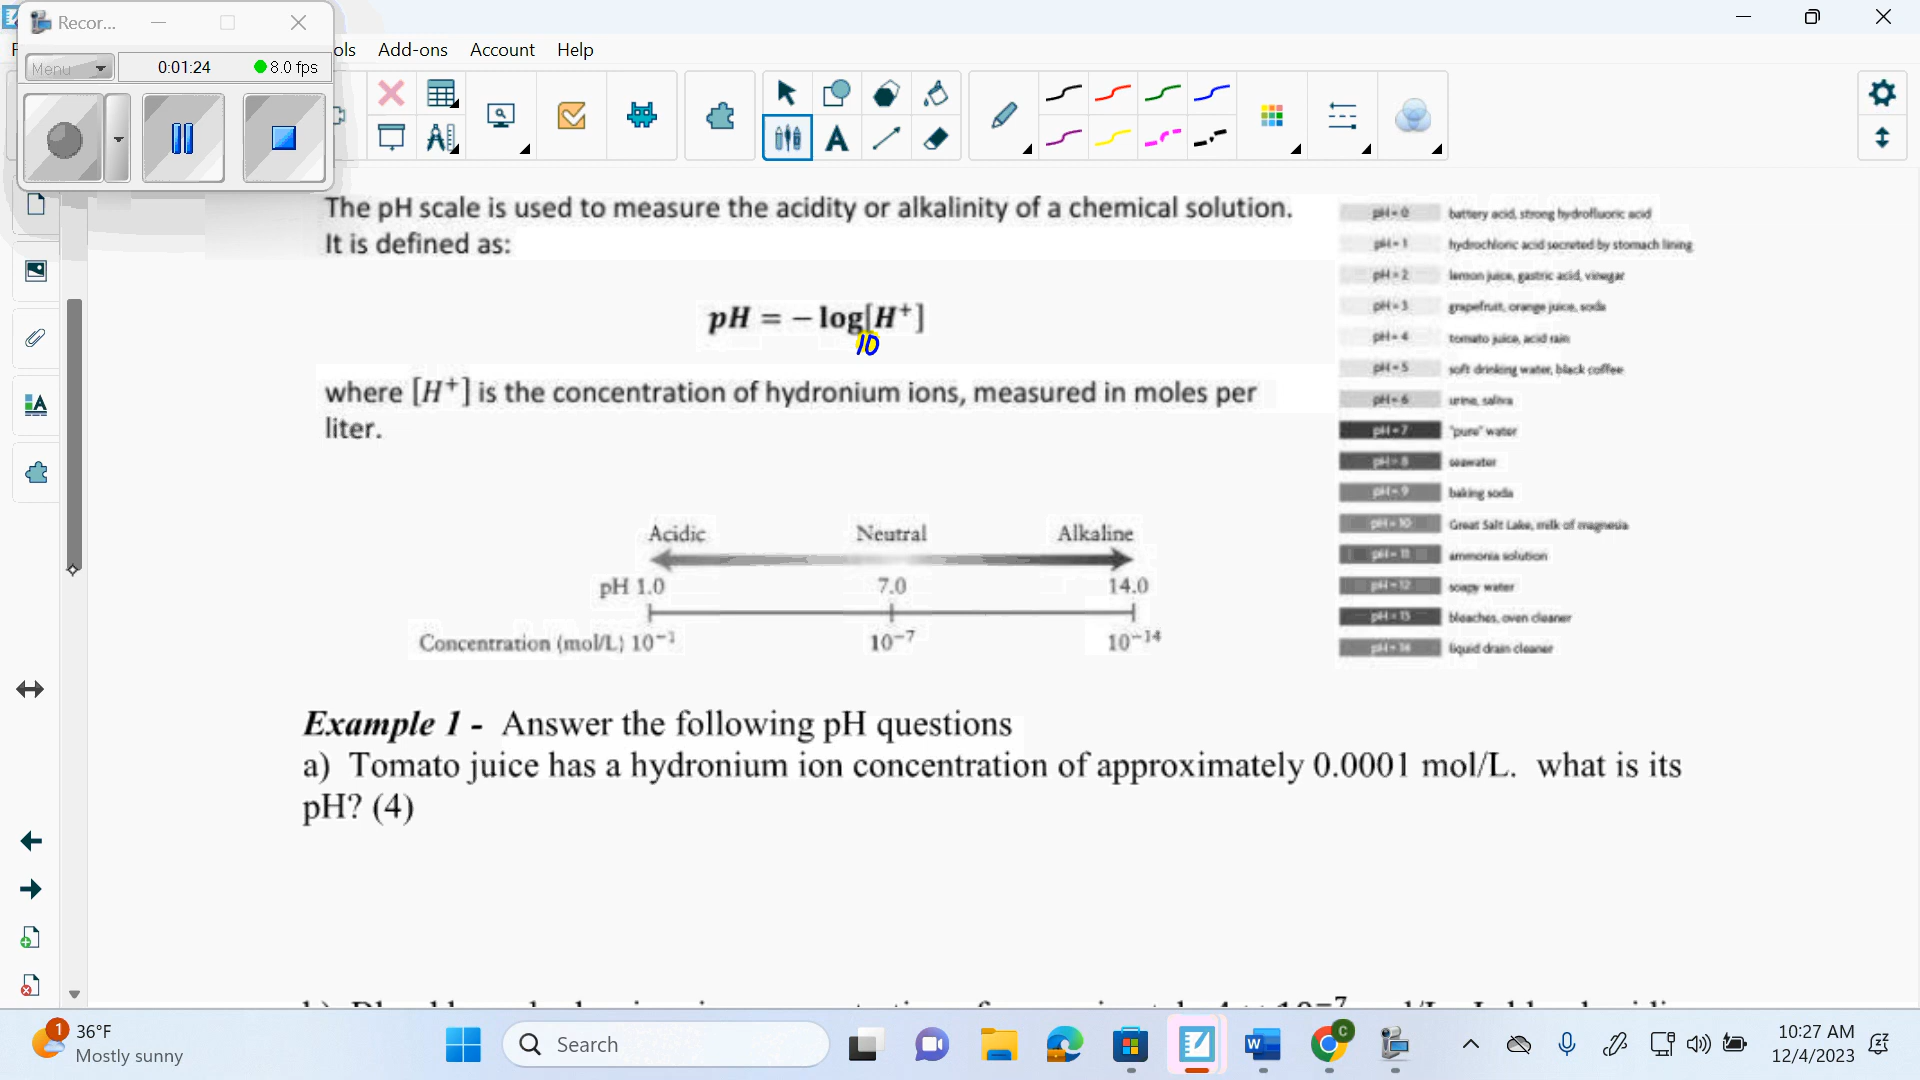 Recor...
Menu
0:01:24
8.0 fps
ols Add-ons Account Help
The pH scale is used to measure the acidity or alkalinity of a chemical solution.
It is defined as:
pH = − log[H⁺]
10
where [H⁺] is the concentration of hydronium ions, measured in moles per
liter.
pH = 0 battery acid, strong hydrofluoric acid
pH = 1 hydrochloric acid secreted by stomach lining
pH = 2 lemon juice, gastric acid, vinegar
pH = 3 grapefruit, orange juice, soda
pH = 4 tomato juice, acid rain
pH = 5 soft drinking water, black coffee
pH = 6 urine, saliva
pH = 7 "pure" water
pH = 8 seawater
pH = 9 baking soda
pH = 10 Great Salt Lake, milk of magnesia
pH = 11 ammonia solution
pH = 12 soapy water
pH = 13 bleaches, oven cleaner
pH = 14 liquid drain cleaner
Acidic Neutral Alkaline
pH 1.0 7.0 14.0
Concentration (mol/L) 10⁻¹ 10⁻⁷ 10⁻¹⁴
Example 1 - Answer the following pH questions
a) Tomato juice has a hydronium ion concentration of approximately 0.0001 mol/L. what is its
pH? (4)
1
36°F
Mostly sunny
Search
C
10:27 AM
12/4/2023